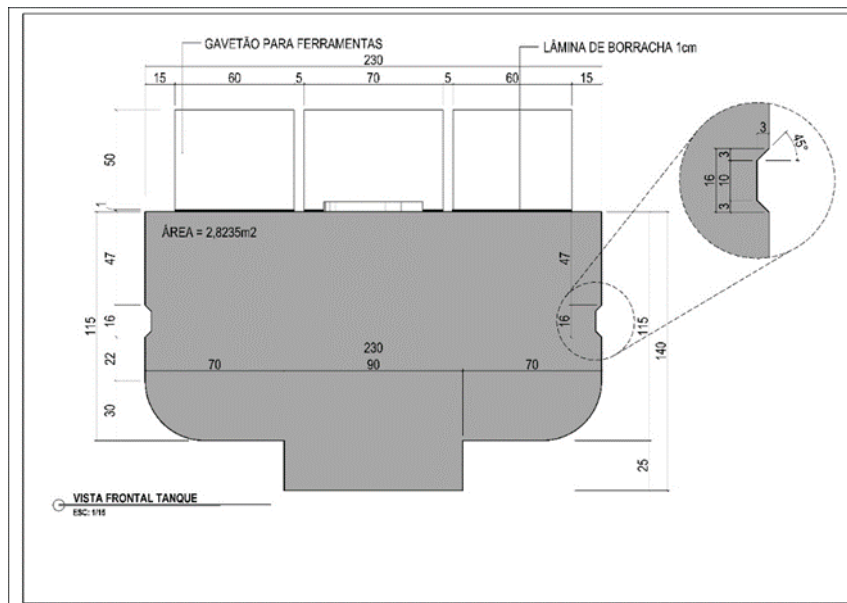 GAVETÃO PARA FERRAMENTAS
LÂMINA DE BORRACHA 1cm
230
15 60 5 70 5 60 15
50
1
3
45°
16
3
10
3
ÁREA = 2,8235m2
47
47
115
16
16
115
140
22
230
70 90 70
30
25
VISTA FRONTAL TANQUE
ESC: 1/15